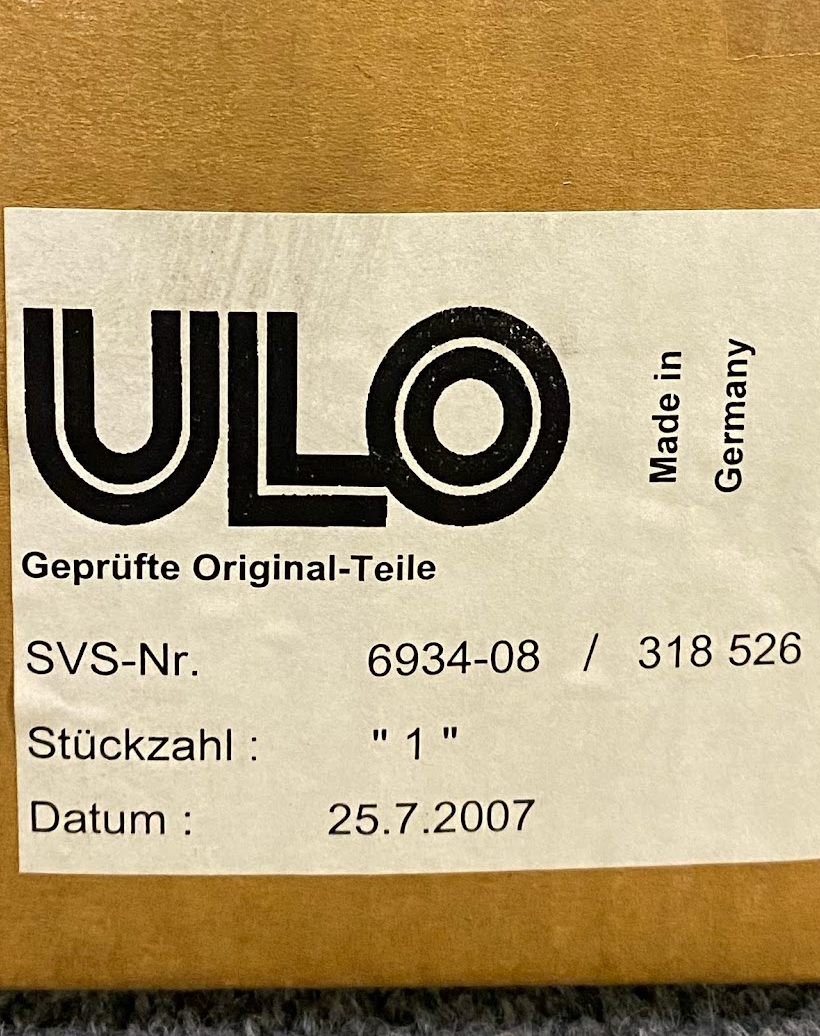 ULO
Made in
Germany
Geprüfte Original-Teile
SVS-Nr. 6934-08 / 318 526
Stückzahl : " 1 "
Datum : 25.7.2007